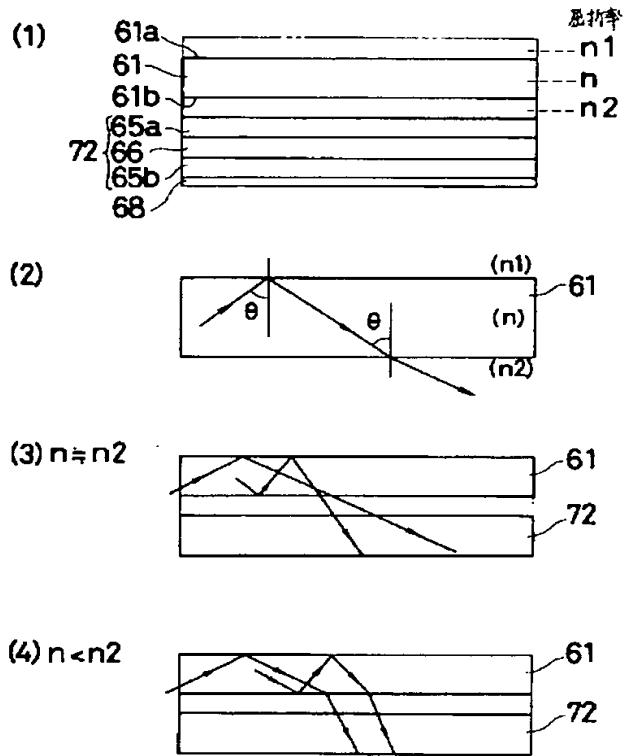 屈折率
(1)
61a
n1
61
n
61b
n2
65a
72
66
65b
68
(2)
(n1)
61
θ
θ
(n)
(n2)
(3) n≒n2
61
72
(4) n<n2
61
72